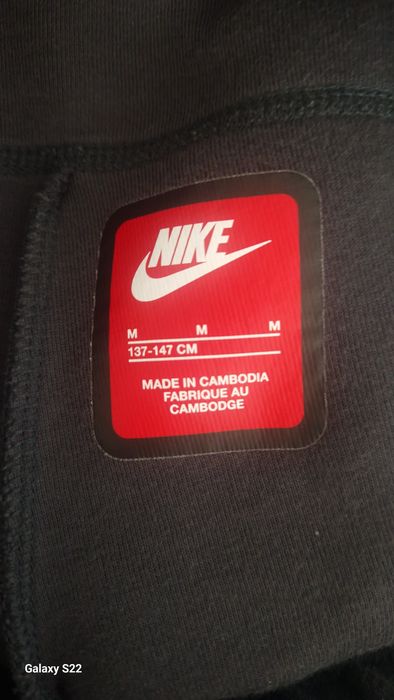 NIKE
M M M
137-147 CM
MADE IN CAMBODIA
FABRIQUE AU
CAMBODGE
Galaxy S22